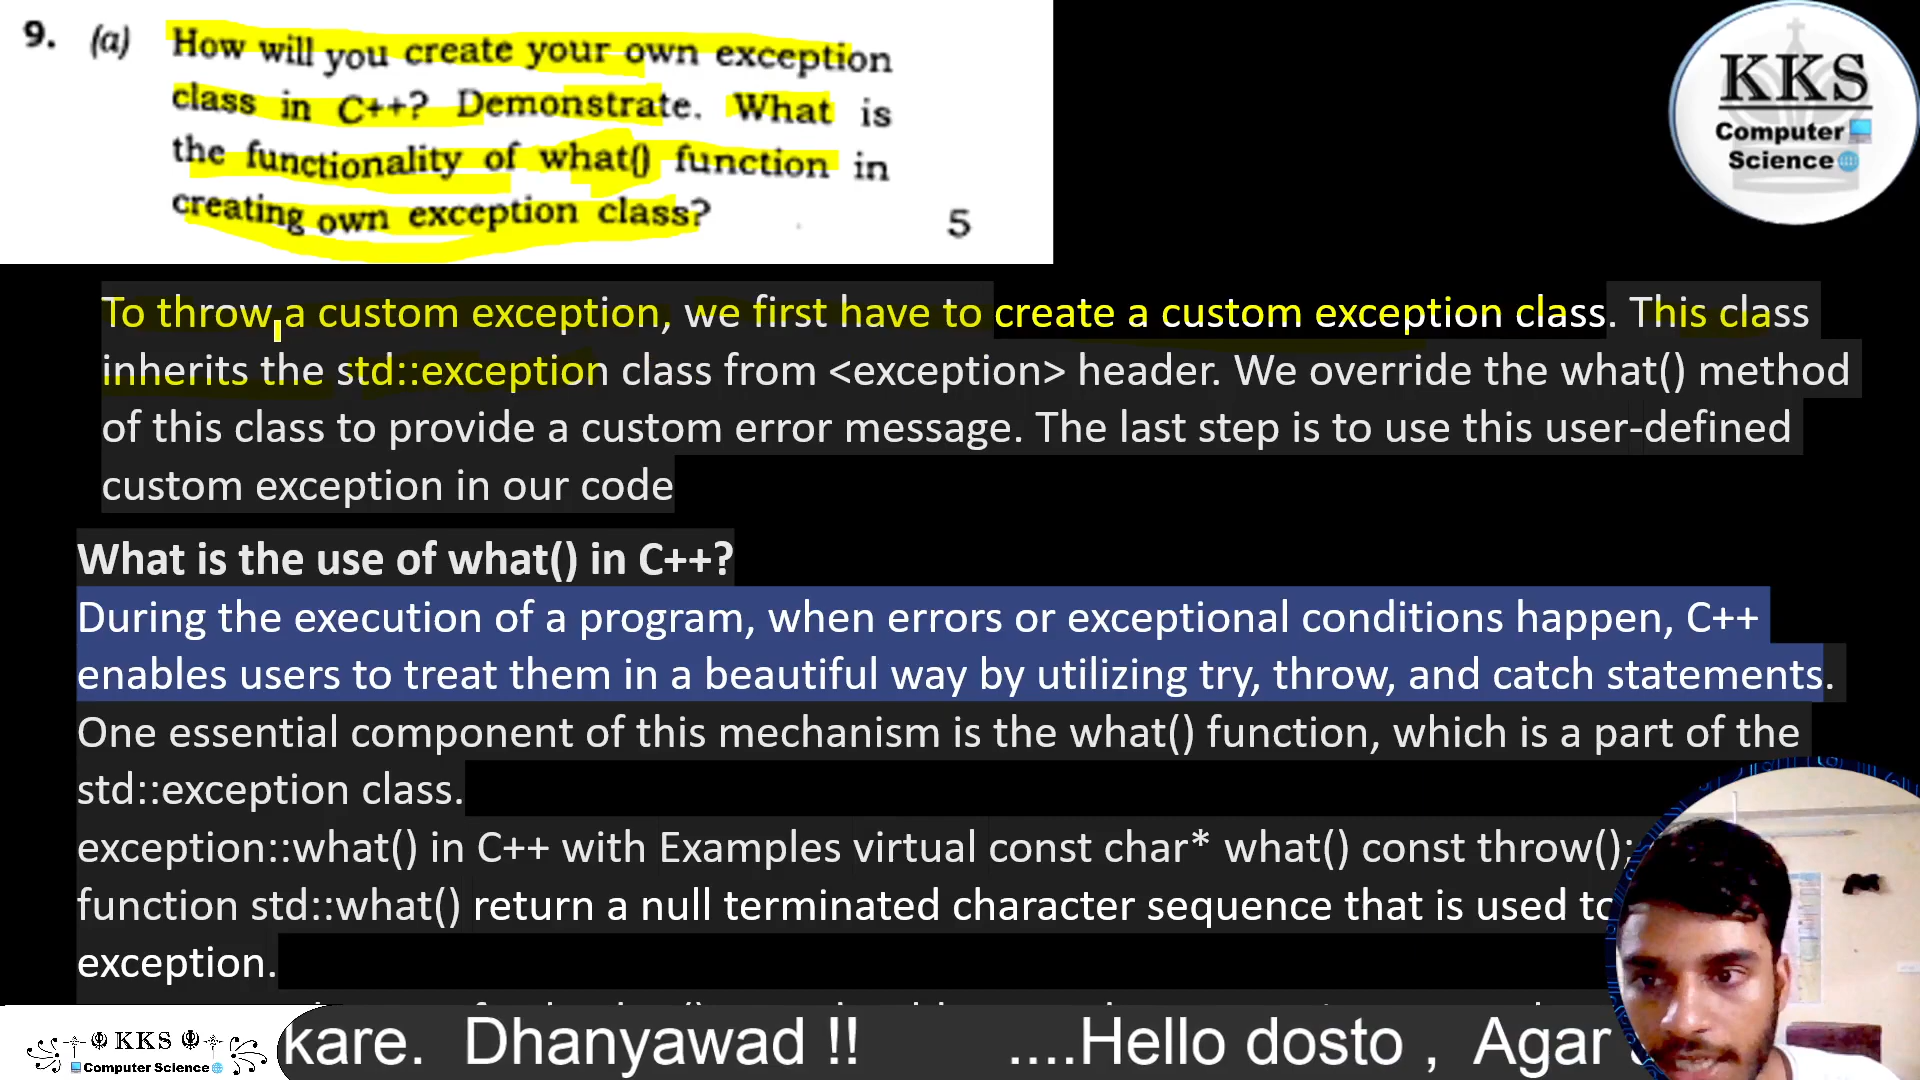 9. (a) How will you create your own exception
class in C++? Demonstrate. What is
the functionality of what() function in
creating own exception class?
5
KKS
Computer
Science
To throw a custom exception, we first have to create a custom exception class. This class
inherits the std::exception class from <exception> header. We override the what() method
of this class to provide a custom error message. The last step is to use this user-defined
custom exception in our code
What is the use of what() in C++?
During the execution of a program, when errors or exceptional conditions happen, C++
enables users to treat them in a beautiful way by utilizing try, throw, and catch statements.
One essential component of this mechanism is the what() function, which is a part of the
std::exception class.
exception::what() in C++ with Examples virtual const char* what() const throw();
function std::what() return a null terminated character sequence that is used to
exception.
KKS
Computer Science
kare. Dhanyawad !! ....Hello dosto , Agar